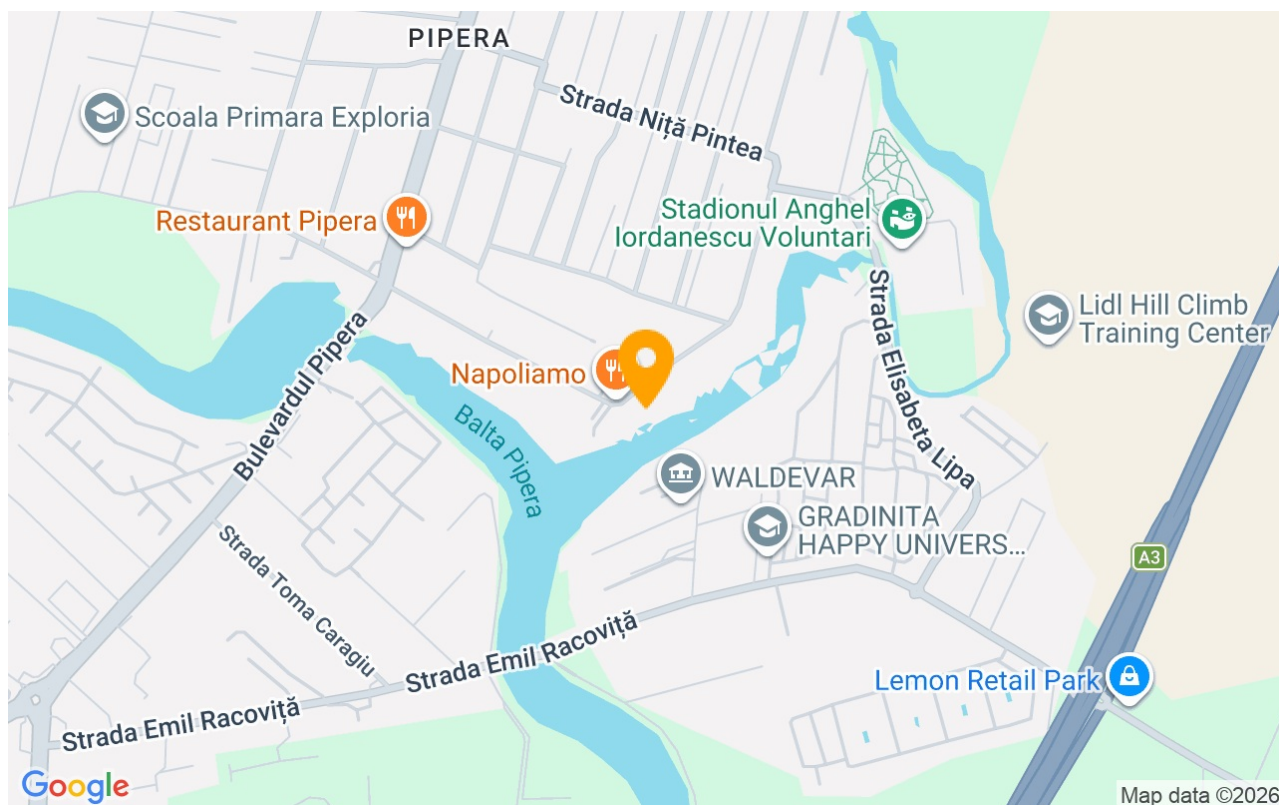 PIPERA
Strada Niță Pintea
Scoala Primara Exploria
Restaurant Pipera
Stadionul Anghel
Iordanescu Voluntari
Strada Elisabeta Lipa
Lidl Hill Climb
Training Center
Bulevardul Pipera
Napoliamo
Balta Pipera
WALDEVAR
GRADINITA
HAPPY UNIVERS...
A3
Strada Toma Caragiu
Strada Emil Racoviță
Lemon Retail Park
Strada Emil Racoviță
Google
Map data ©2026